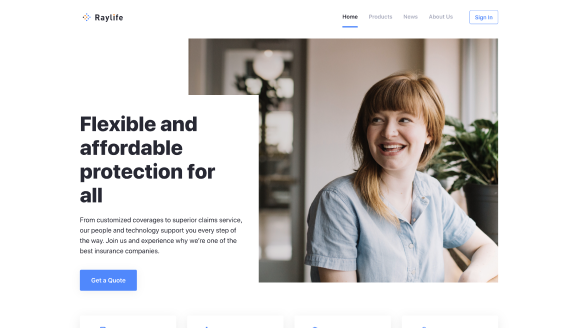 Raylife
Home Products News About Us Sign In
Flexible and
affordable
protection for
all
From customized coverages to superior claims service,
our people and technology support you every step of
the way. Join us and experience why we're one of the
best insurance companies.
Get a Quote